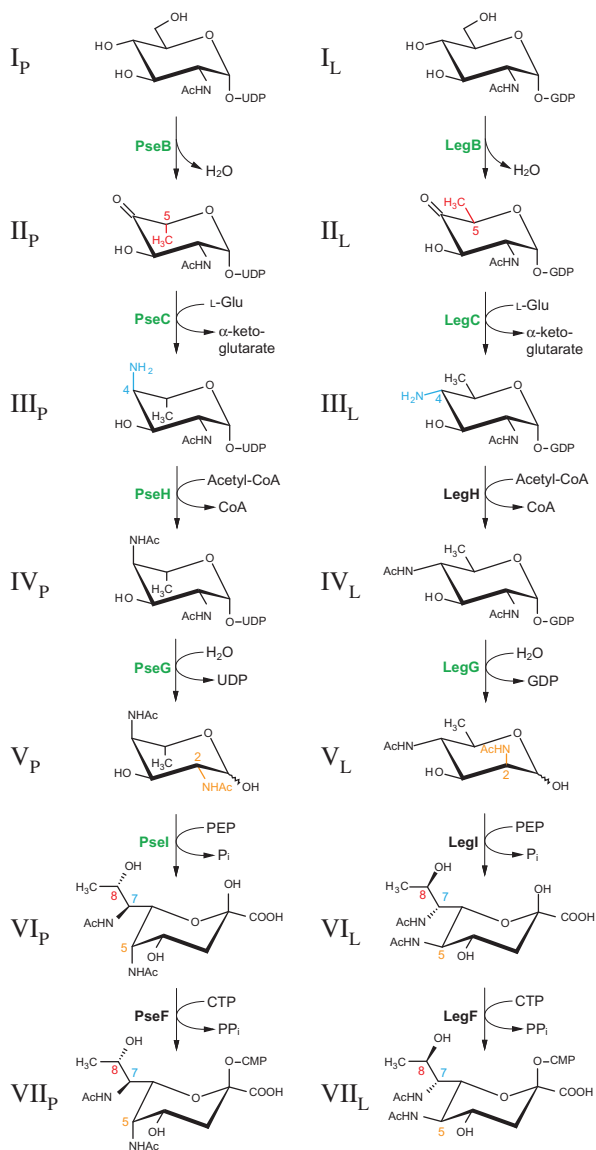 I_P
OH
HO
O
HO
AcHN
O–UDP
PseB
H₂O
II_P
O
5
O
H₃C
HO
AcHN
O–UDP
PseC
L-Glu
α-keto-
glutarate
III_P
NH₂
4
O
H₃C
HO
AcHN
O–UDP
PseH
Acetyl-CoA
CoA
IV_P
NHAc
O
H₃C
HO
AcHN
O–UDP
PseG
H₂O
UDP
V_P
NHAc
O
H₃C
2
HO
NHAc
OH
PseI
PEP
P_i
VI_P
OH
H₃C
8
7
OH
O
COOH
AcHN
5
OH
NHAc
PseF
CTP
PP_i
VII_P
OH
H₃C
8
7
O–CMP
O
COOH
AcHN
5
OH
NHAc
I_L
OH
HO
O
HO
AcHN
O–GDP
LegB
H₂O
II_L
O
H₃C
O
5
HO
AcHN
O–GDP
LegC
L-Glu
α-keto-
glutarate
III_L
H₃C
O
H₂N
4
HO
AcHN
O–GDP
LegH
Acetyl-CoA
CoA
IV_L
H₃C
O
AcHN
HO
AcHN
O–GDP
LegG
H₂O
GDP
V_L
H₃C
O
AcHN
AcHN
2
HO
OH
LegI
PEP
P_i
VI_L
OH
H₃C
8
7
OH
O
COOH
AcHN
AcHN
5
OH
LegF
CTP
PP_i
VII_L
OH
H₃C
8
7
O–CMP
O
COOH
AcHN
AcHN
5
OH